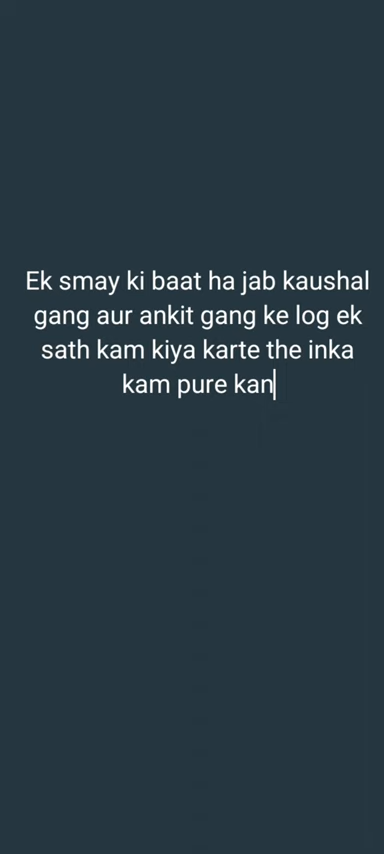 Ek smay ki baat ha jab kaushal
gang aur ankit gang ke log ek
sath kam kiya karte the inka
kam pure kan